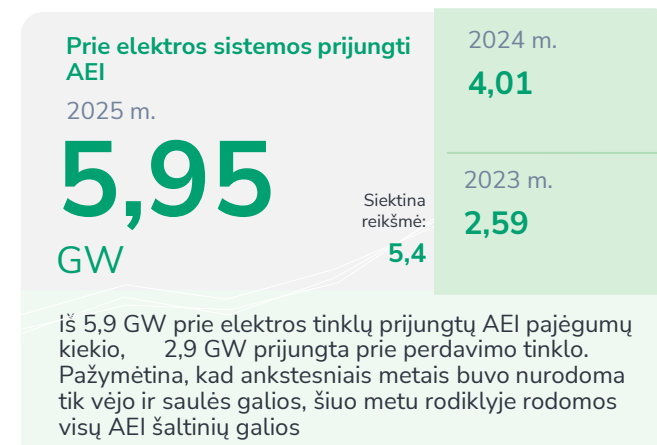 Prie elektros sistemos prijungti
AEI
2025 m.
5,95
GW
Siektina
reikšmė:
5,4
2024 m.
4,01
2023 m.
2,59
Iš 5,9 GW prie elektros tinklų prijungtų AEI pajėgumų
kiekio, 2,9 GW prijungta prie perdavimo tinklo.
Pažymėtina, kad ankstesniais metais buvo nurodoma
tik vėjo ir saulės galios, šiuo metu rodiklyje rodomos
visų AEI šaltinių galios